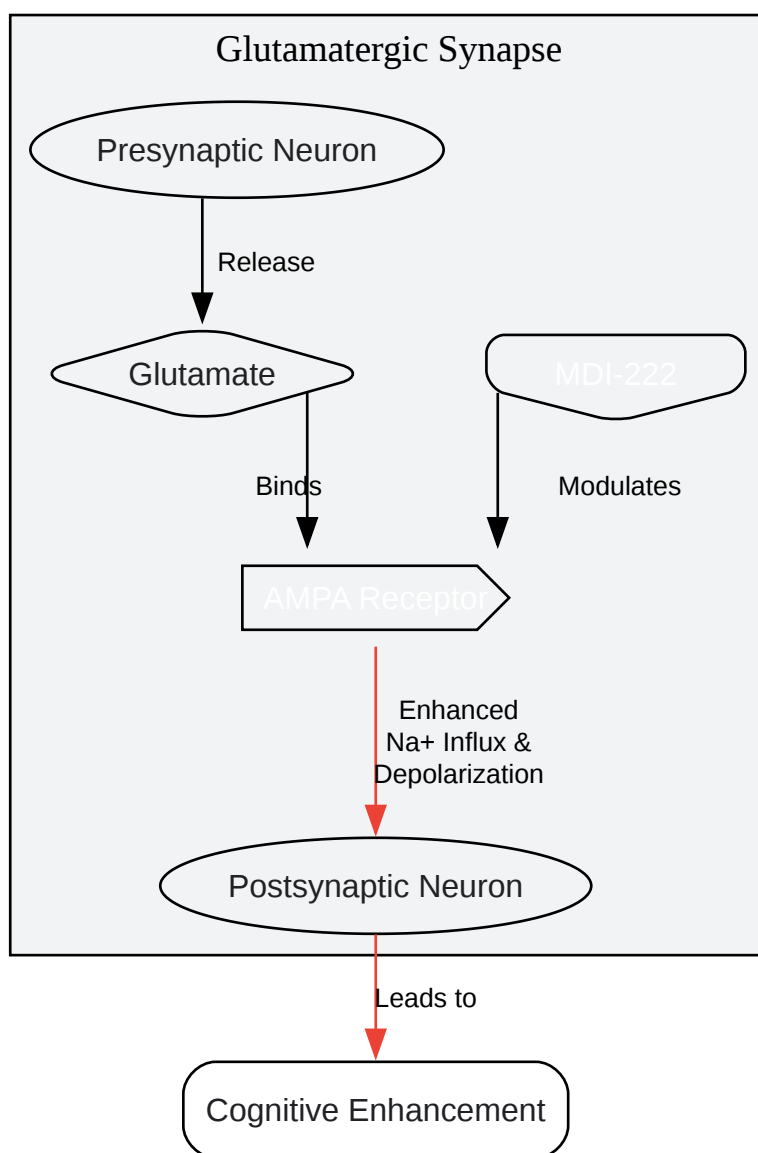 Glutamatergic Synapse
Presynaptic Neuron
Release
Glutamate
MDI-222
Binds
Modulates
AMPA Receptor
Enhanced
Na+ Influx &
Depolarization
Postsynaptic Neuron
Leads to
Cognitive Enhancement